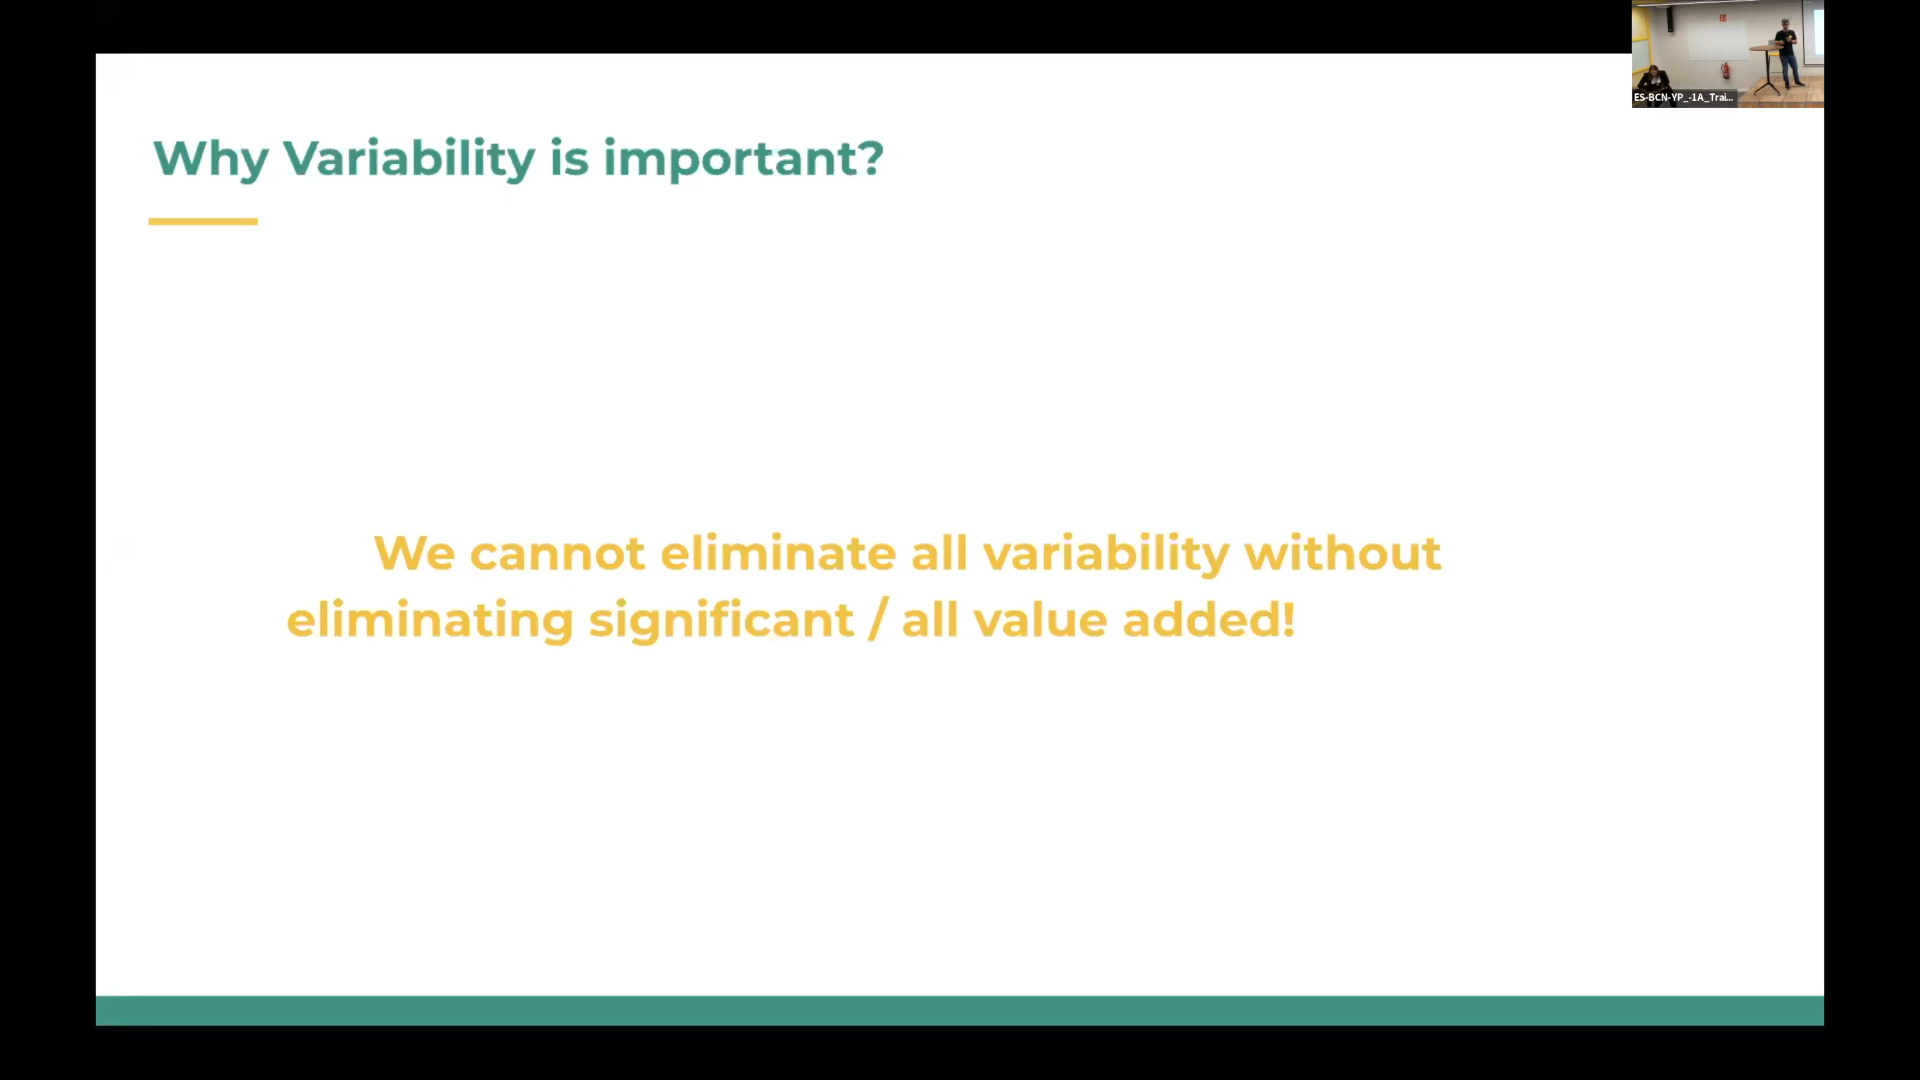 ES-BCN-YP_-1A_Trai...
Why Variability is important?
We cannot eliminate all variability without
eliminating significant / all value added!